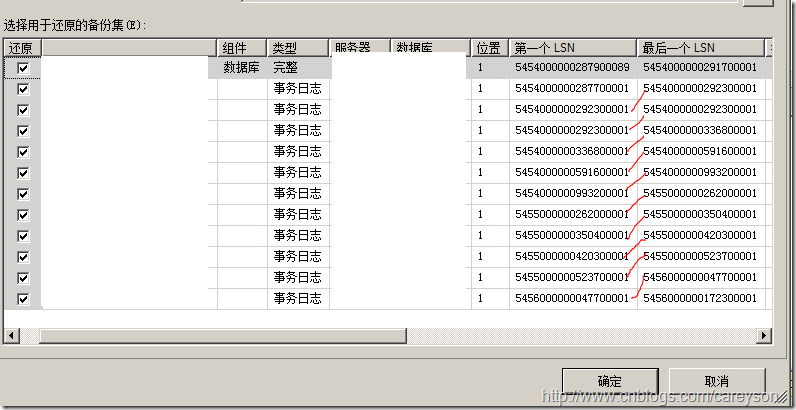 选择用于还原的备份集(E):
还原 组件 类型 服务器 数据库 位置 第一个 LSN 最后一个 LSN
数据库 完整 1 5454000000287900089 5454000000291700001
事务日志 1 5454000000287700001 5454000000292300001
事务日志 1 5454000000292300001 5454000000292300001
事务日志 1 5454000000292300001 5454000000336800001
事务日志 1 5454000000336800001 5454000000591600001
事务日志 1 5454000000591600001 5454000000993200001
事务日志 1 5454000000993200001 5455000000262000001
事务日志 1 5455000000262000001 5455000000350400001
事务日志 1 5455000000350400001 5455000000420300001
事务日志 1 5455000000420300001 5455000000523700001
事务日志 1 5455000000523700001 5456000000047700001
事务日志 1 5456000000047700001 5456000000172300001
确定 取消
http://www.cnblogs.com/careyson